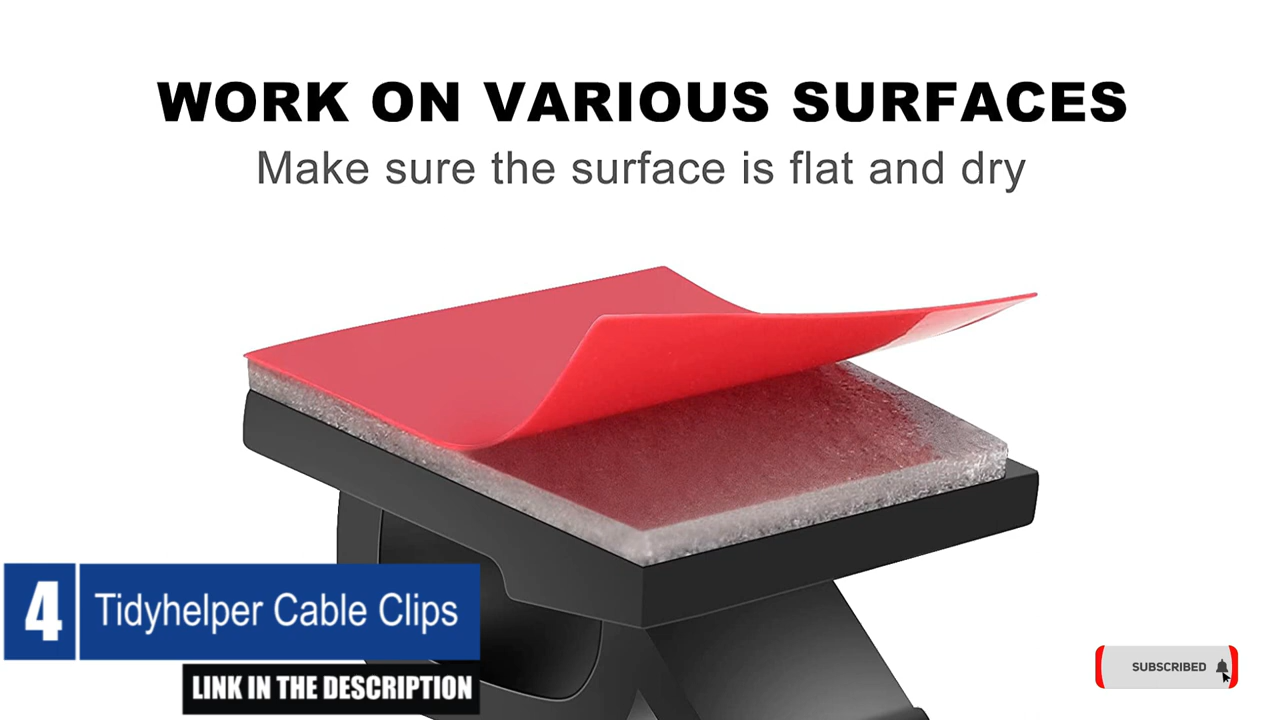 WORK ON VARIOUS SURFACES
Make sure the surface is flat and dry
4 Tidyhelper Cable Clips
LINK IN THE DESCRIPTION
SUBSCRIBED